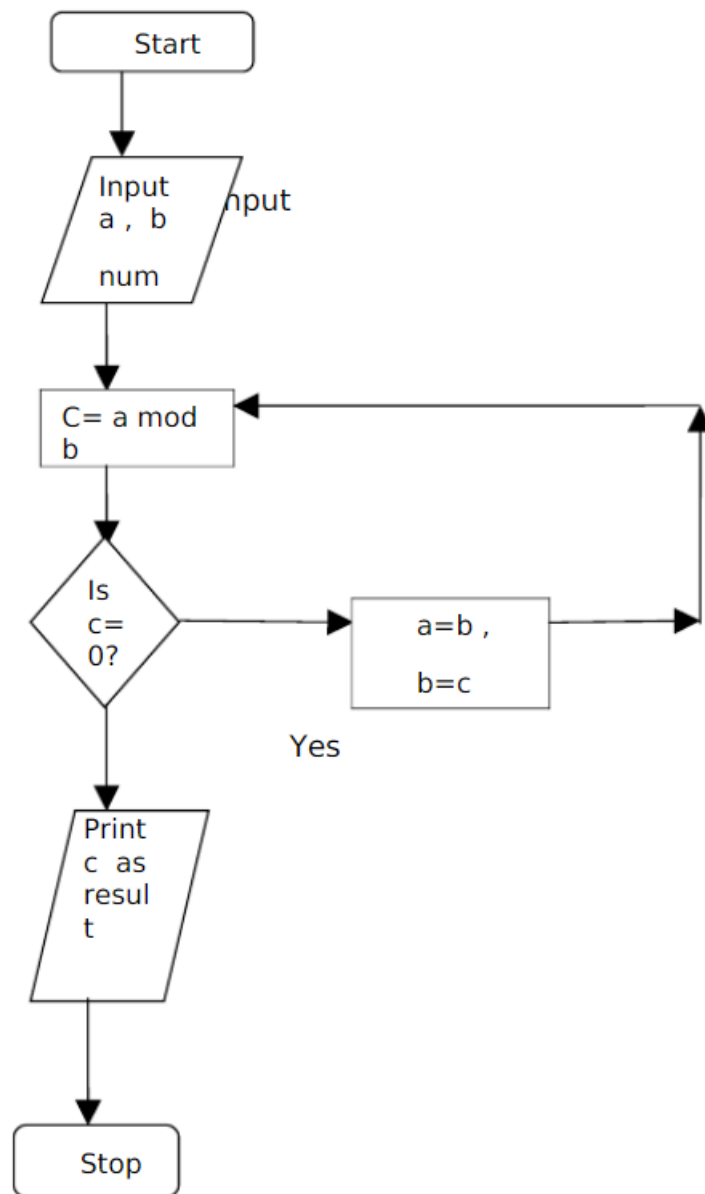 Start
Input
a , b
nput
num
C= a mod
b
Is
c=
0?
a=b ,
b=c
Yes
Print
c as
resul
t
Stop